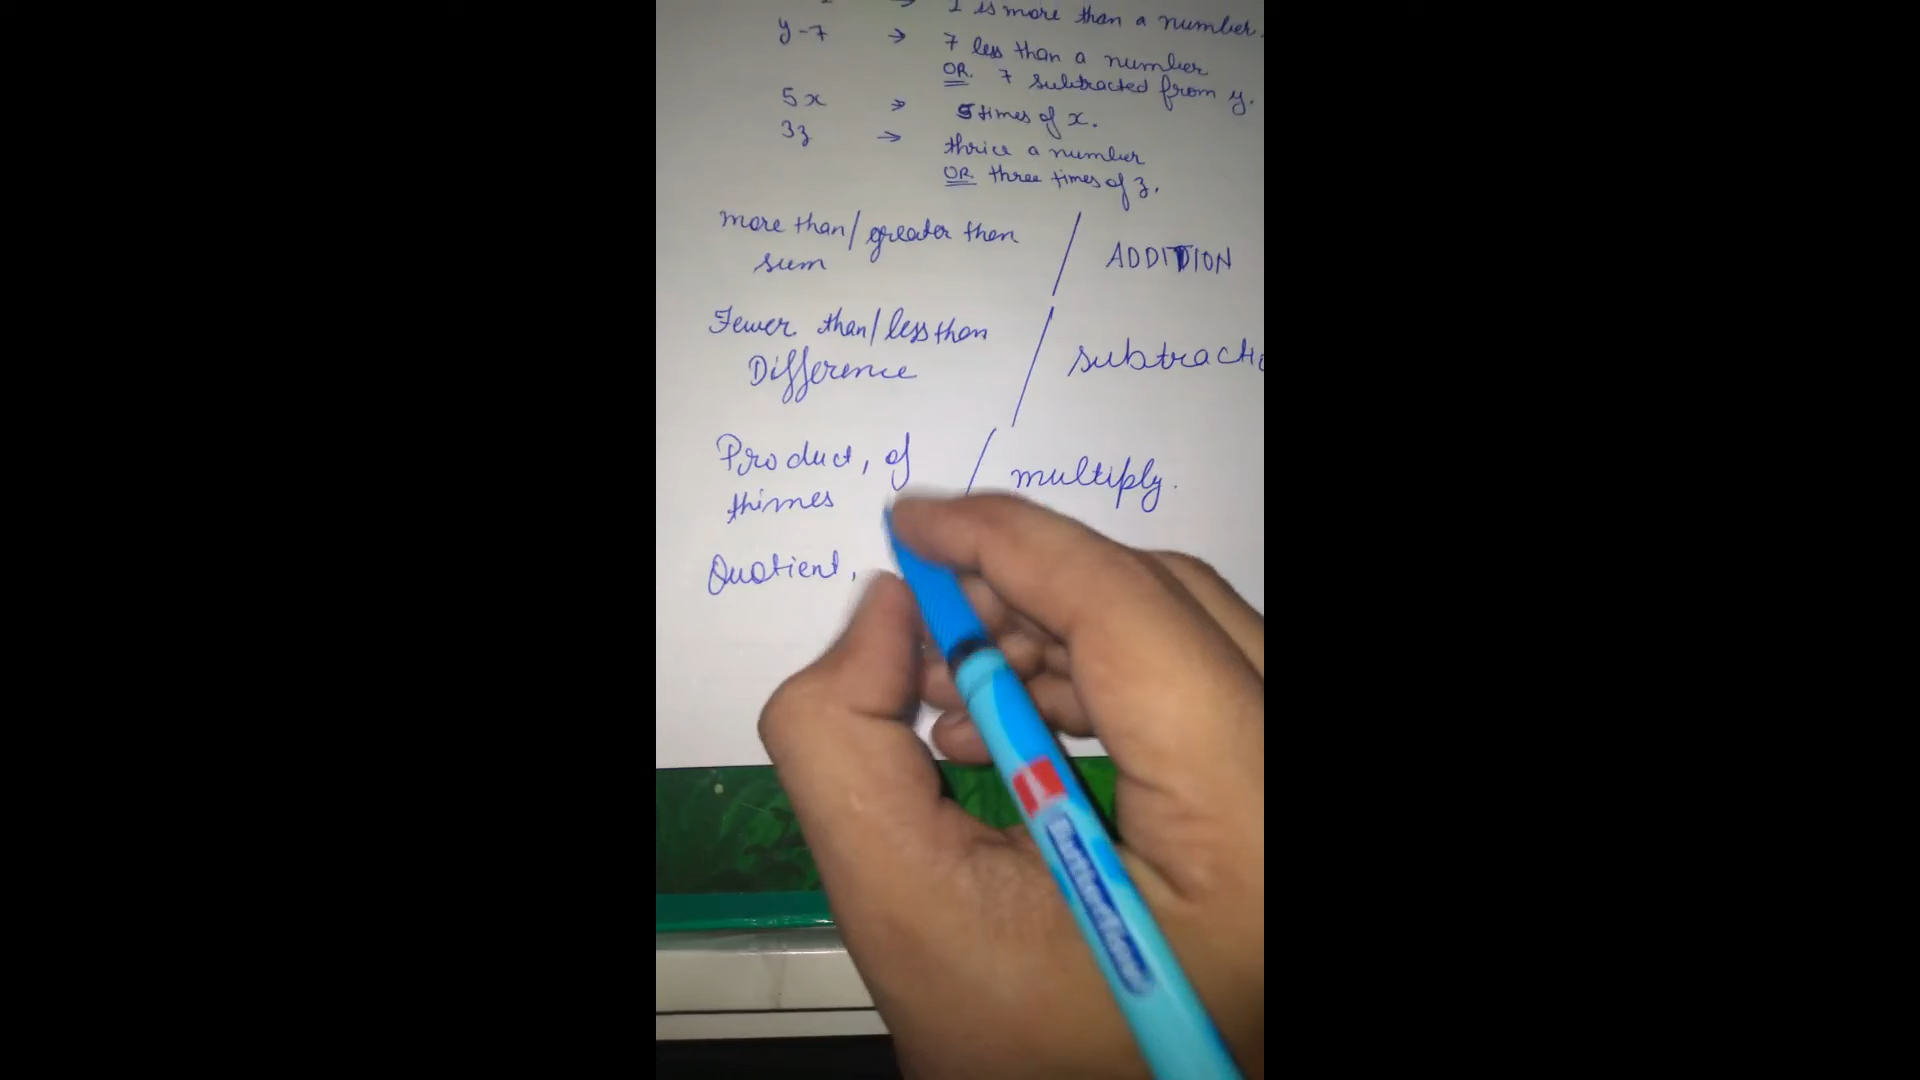 1 is more than a number.
y-7 → 7 less than a number
OR 7 subtracted from y.
5x → 5 times of x.
3z → thrice a number
OR three times of z.
more than/greater then
sum / ADDITION
Fewer than/less than
Difference / subtractio
Product, of
thimes / multiply.
Quotient,